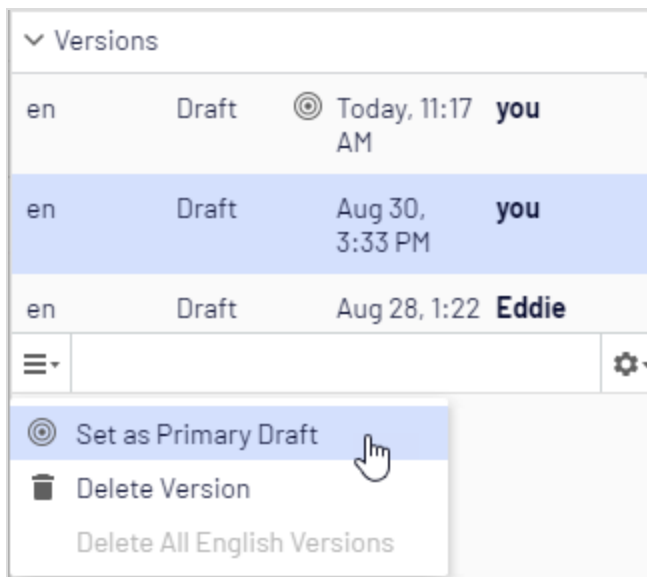 Versions
en Draft Today, 11:17 AM you
en Draft Aug 30, 3:33 PM you
en Draft Aug 28, 1:22 Eddie
Set as Primary Draft
Delete Version
Delete All English Versions